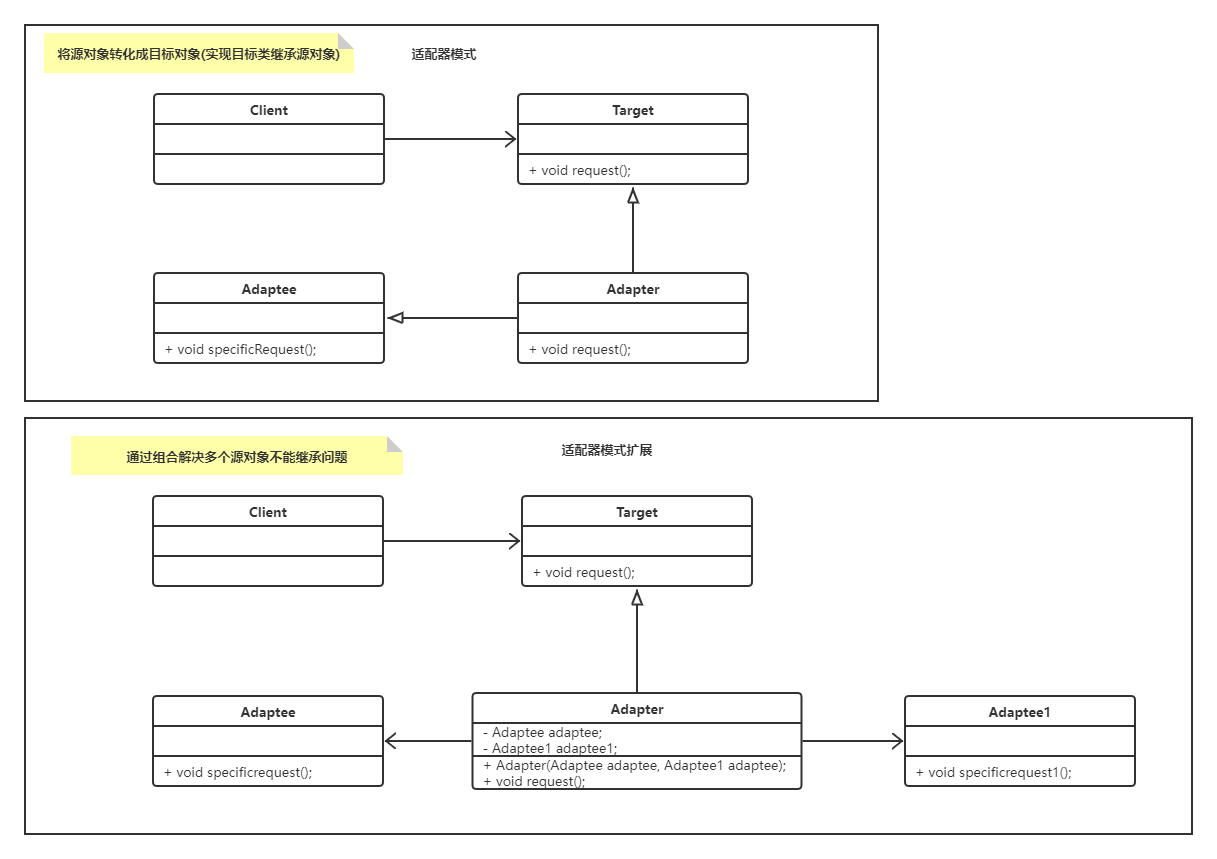 将源对象转化成目标对象(实现目标类继承源对象)
适配器模式
Client
Target
+ void request();
Adaptee
Adapter
+ void specificRequest();
+ void request();
通过组合解决多个源对象不能继承问题
适配器模式扩展
Client
Target
+ void request();
Adaptee
+ void specificrequest();
Adapter
- Adaptee adaptee;
- Adaptee1 adaptee1;
+ Adapter(Adaptee adaptee, Adaptee1 adaptee);
+ void request();
Adaptee1
+ void specificrequest1();